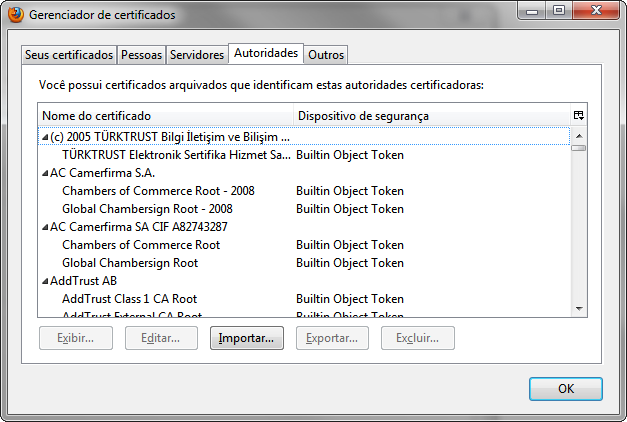 Gerenciador de certificados
Seus certificados Pessoas Servidores Autoridades Outros
Você possui certificados arquivados que identificam estas autoridades certificadoras:
Nome do certificado Dispositivo de segurança
(c) 2005 TÜRKTRUST Bilgi İletişim ve Bilişim ...
TÜRKTRUST Elektronik Sertifika Hizmet Sa... Builtin Object Token
AC Camerfirma S.A.
Chambers of Commerce Root - 2008 Builtin Object Token
Global Chambersign Root - 2008 Builtin Object Token
AC Camerfirma SA CIF A82743287
Chambers of Commerce Root Builtin Object Token
Global Chambersign Root Builtin Object Token
AddTrust AB
AddTrust Class 1 CA Root Builtin Object Token
AddTrust External CA Root Builtin Object Token
Exibir... Editar... Importar... Exportar... Excluir...
OK